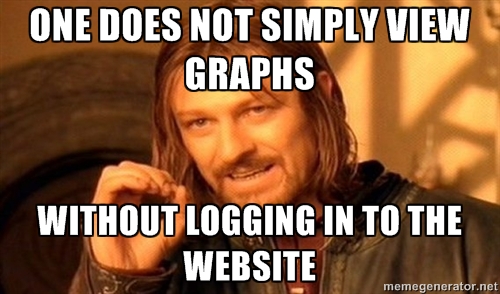 ONE DOES NOT SIMPLY VIEW
GRAPHS
WITHOUT LOGGING IN TO THE
WEBSITE
memegenerator.net